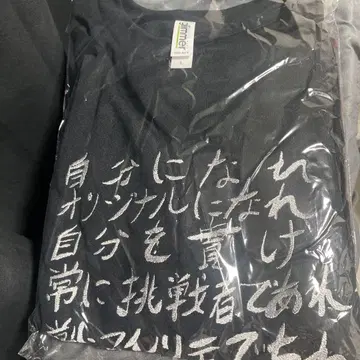 glimmer
L
自分になれ
オリジナルになれ
自分を貫け
常に挑戦者であれ